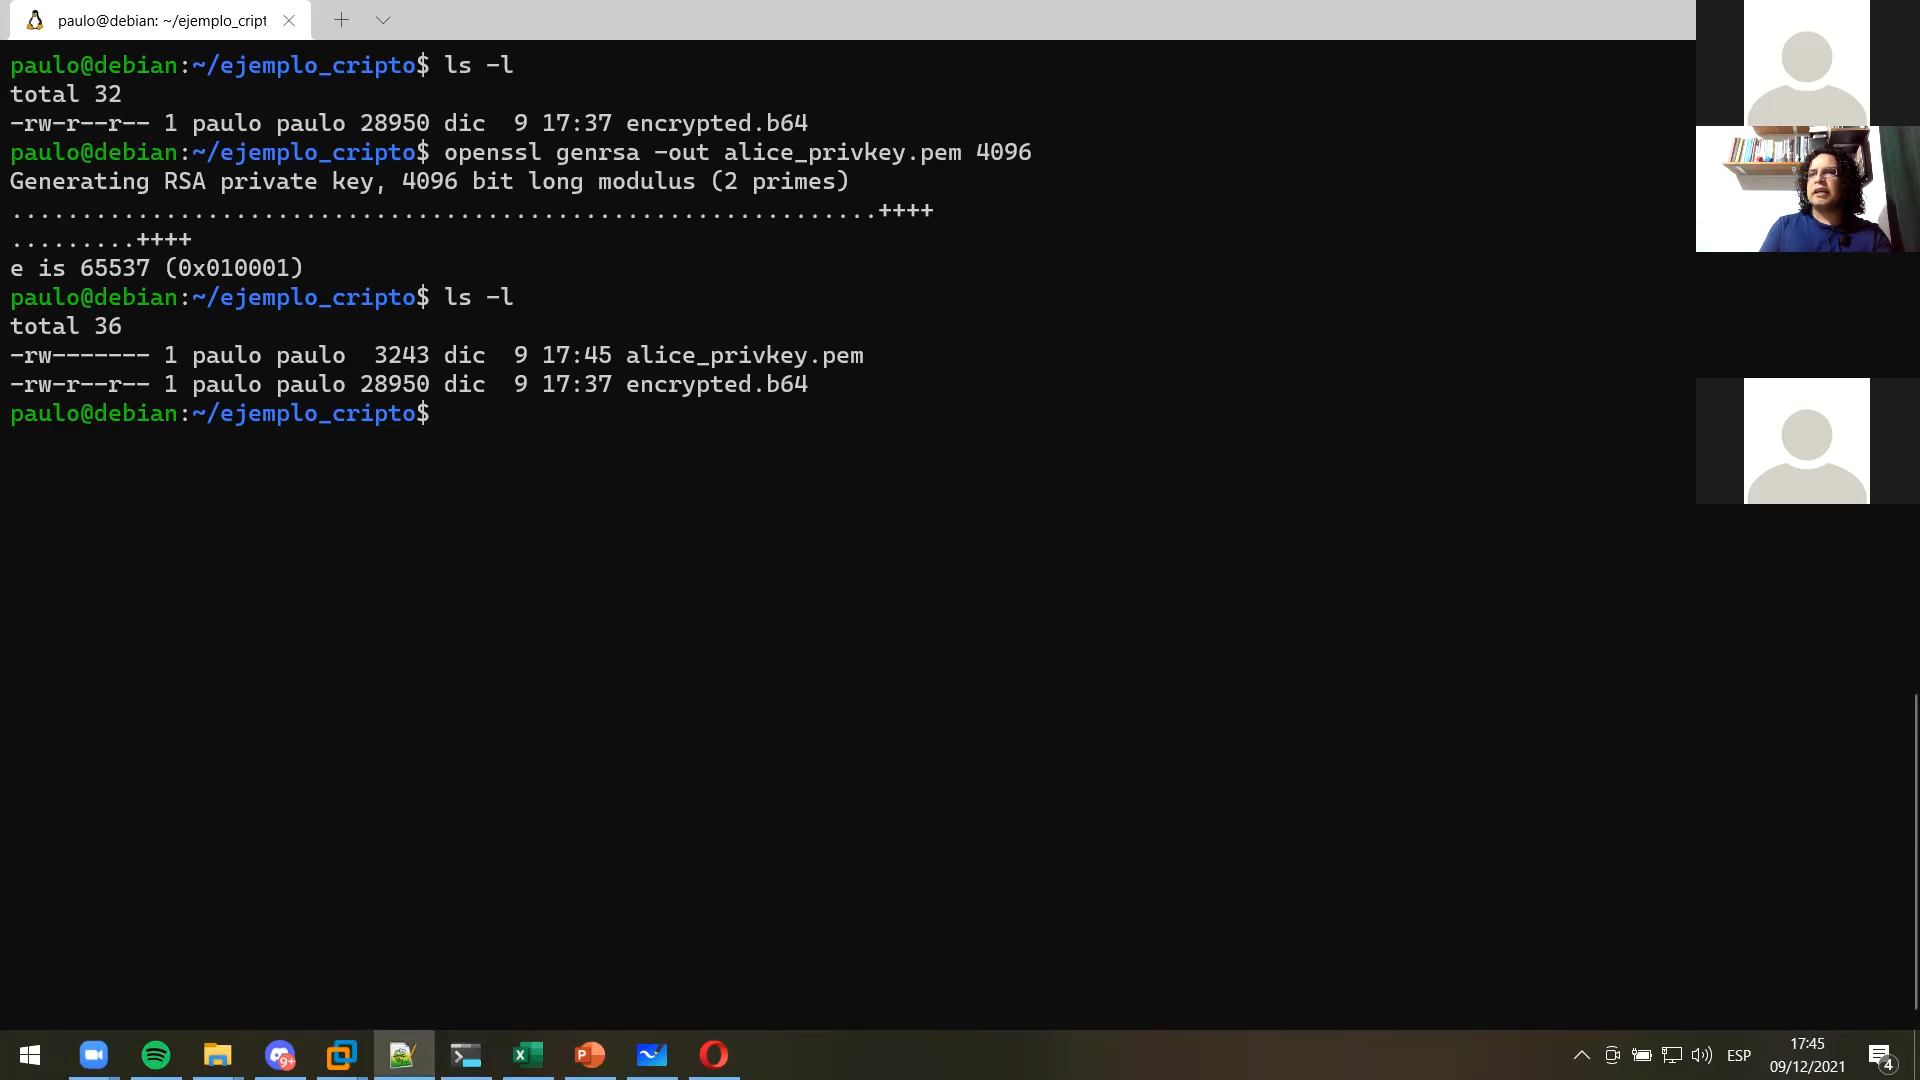 paulo@debian: ~/ejemplo_cript
paulo@debian:~/ejemplo_cripto$ ls -l
total 32
-rw-r--r-- 1 paulo paulo 28950 dic  9 17:37 encrypted.b64
paulo@debian:~/ejemplo_cripto$ openssl genrsa -out alice_privkey.pem 4096
Generating RSA private key, 4096 bit long modulus (2 primes)
..............................................................++++
.........++++
e is 65537 (0x010001)
paulo@debian:~/ejemplo_cripto$ ls -l
total 36
-rw------- 1 paulo paulo  3243 dic  9 17:45 alice_privkey.pem
-rw-r--r-- 1 paulo paulo 28950 dic  9 17:37 encrypted.b64
paulo@debian:~/ejemplo_cripto$
9+
ESP
17:45
09/12/2021
4